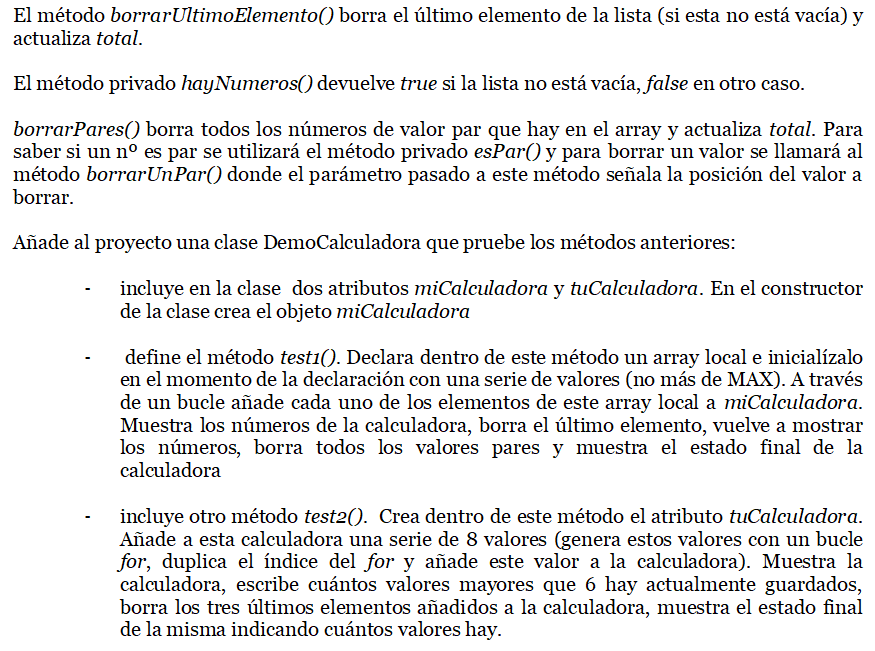 El método borrarUltimoElemento() borra el último elemento de la lista (si esta no está vacía) y
actualiza total.
El método privado hayNumeros() devuelve true si la lista no está vacía, false en otro caso.
borrarPares() borra todos los números de valor par que hay en el array y actualiza total. Para
saber si un nº es par se utilizará el método privado esPar() y para borrar un valor se llamará al
método borrarUnPar() donde el parámetro pasado a este método señala la posición del valor a
borrar.
Añade al proyecto una clase DemoCalculadora que pruebe los métodos anteriores:
- incluye en la clase dos atributos miCalculadora y tuCalculadora. En el constructor
de la clase crea el objeto miCalculadora
- define el método test1(). Declara dentro de este método un array local e inicialízalo
en el momento de la declaración con una serie de valores (no más de MAX). A través
de un bucle añade cada uno de los elementos de este array local a miCalculadora.
Muestra los números de la calculadora, borra el último elemento, vuelve a mostrar
los números, borra todos los valores pares y muestra el estado final de la
calculadora
- incluye otro método test2(). Crea dentro de este método el atributo tuCalculadora.
Añade a esta calculadora una serie de 8 valores (genera estos valores con un bucle
for, duplica el índice del for y añade este valor a la calculadora). Muestra la
calculadora, escribe cuántos valores mayores que 6 hay actualmente guardados,
borra los tres últimos elementos añadidos a la calculadora, muestra el estado final
de la misma indicando cuántos valores hay.